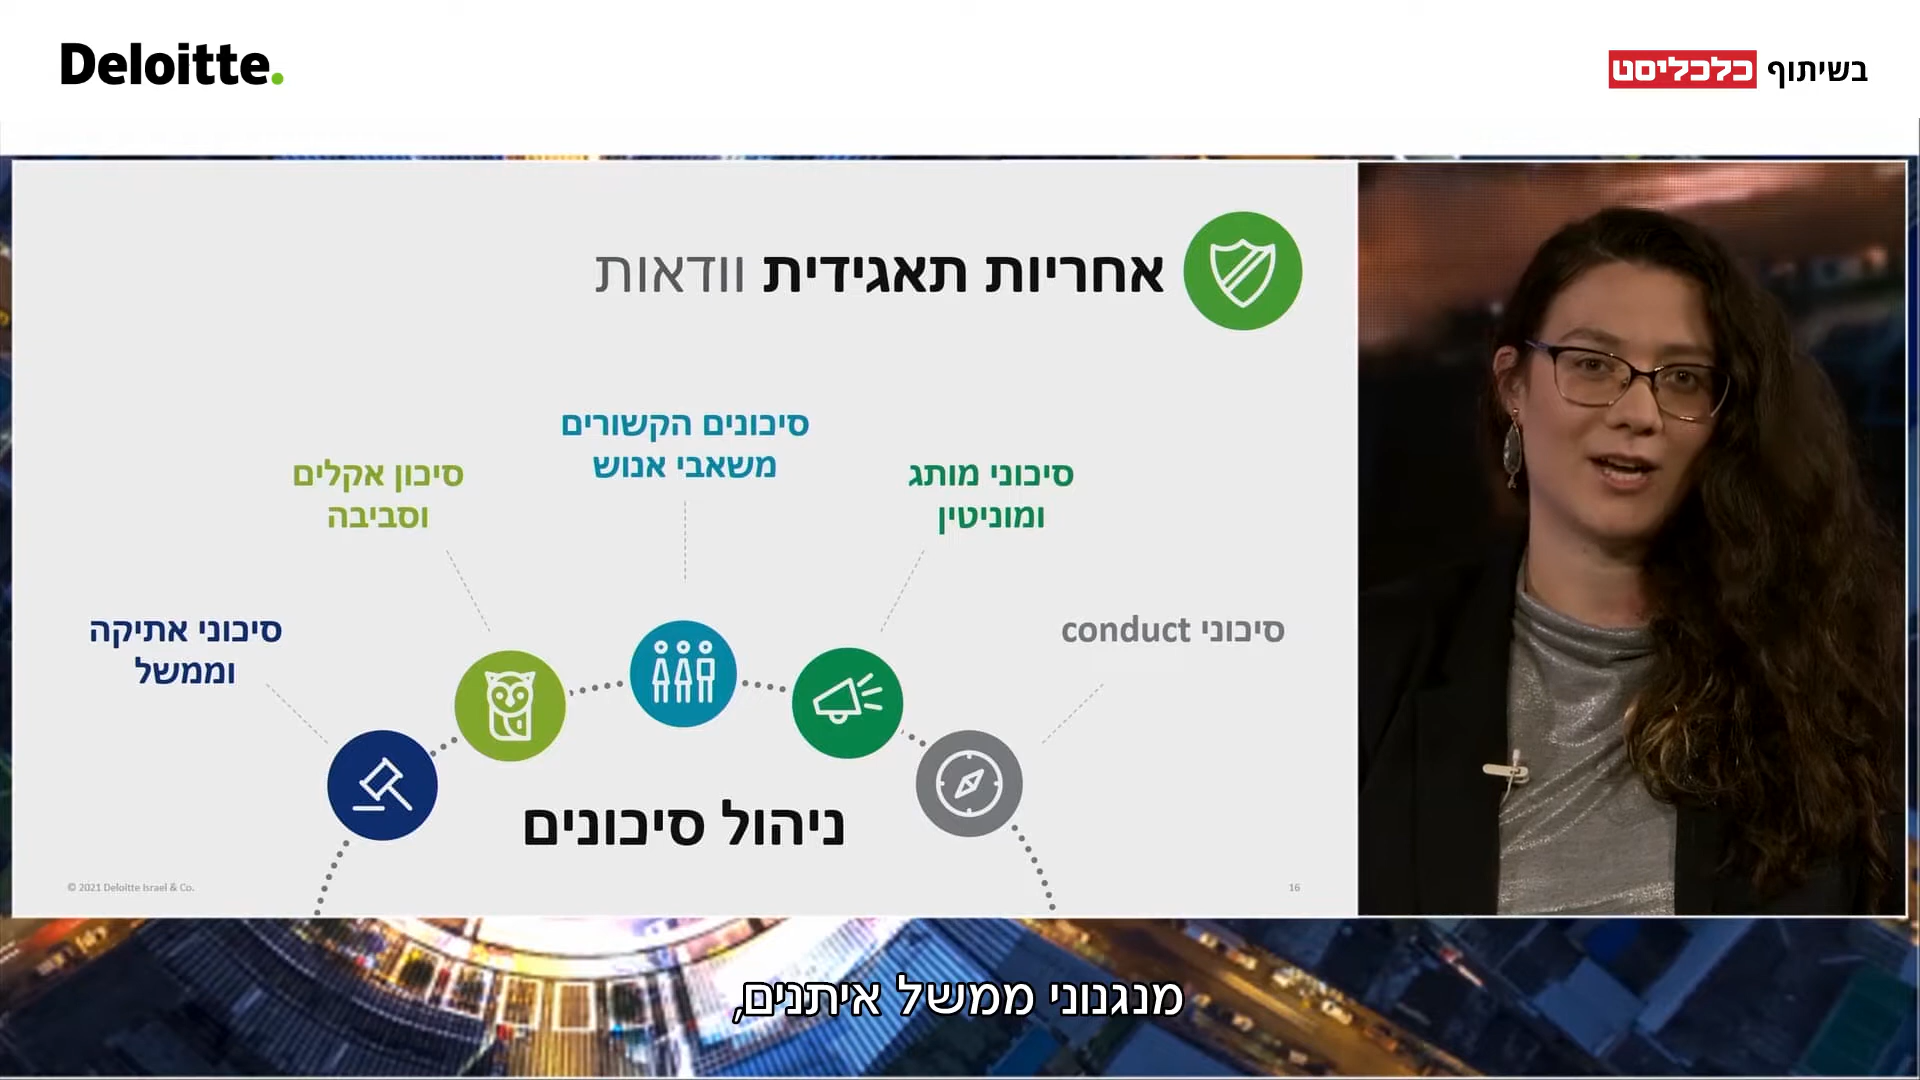 Deloitte.
בשיתוף כלכליסט
אחריות תאגידית וודאות
סיכונים הקשורים
משאבי אנוש
סיכוני מותג
ומוניטין
סיכון אקלים
וסביבה
סיכוני conduct
סיכוני אתיקה
וממשל
ניהול סיכונים
© 2021 Deloitte Israel & Co.
16
מנגנוני ממשל איתנים,